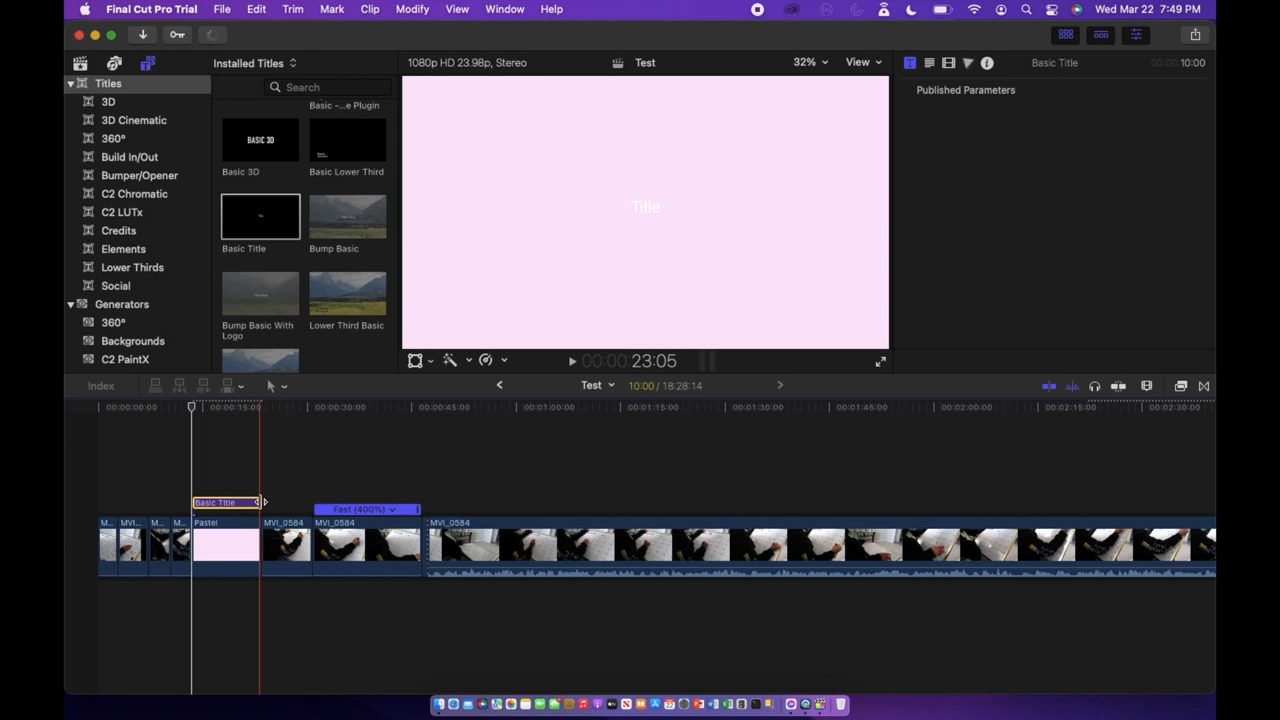 Final Cut Pro Trial File Edit Trim Mark Clip Modify View Window Help Wed Mar 22 7:49 PM
Installed Titles 1080p HD 23.98p, Stereo Test 32% View Basic Title 00:00 10:00
Titles
Search
Published Parameters
3D
3D Cinematic
360°
Build In/Out
Bumper/Opener
C2 Chromatic
C2 LUTx
Credits
Elements
Lower Thirds
Social
Generators
360°
Backgrounds
C2 PaintX
Basic -...e Plugin
BASIC 3D
Basic 3D Basic Lower Third
Title
Basic Title Bump Basic
Bump Basic With Logo Lower Third Basic
Title
00:00:23:05
Index Test 10:00 / 18:28:14
00:00:00:00 00:00:15:00 00:00:30:00 00:00:45:00 00:01:00:00 00:01:15:00 00:01:30:00 00:01:45:00 00:02:00:00 00:02:15:00 00:02:30:00
Basic Title
Fast (400%)
M... MVI... M... M... Pastel MVI_0584 MVI_0584 MVI_0584